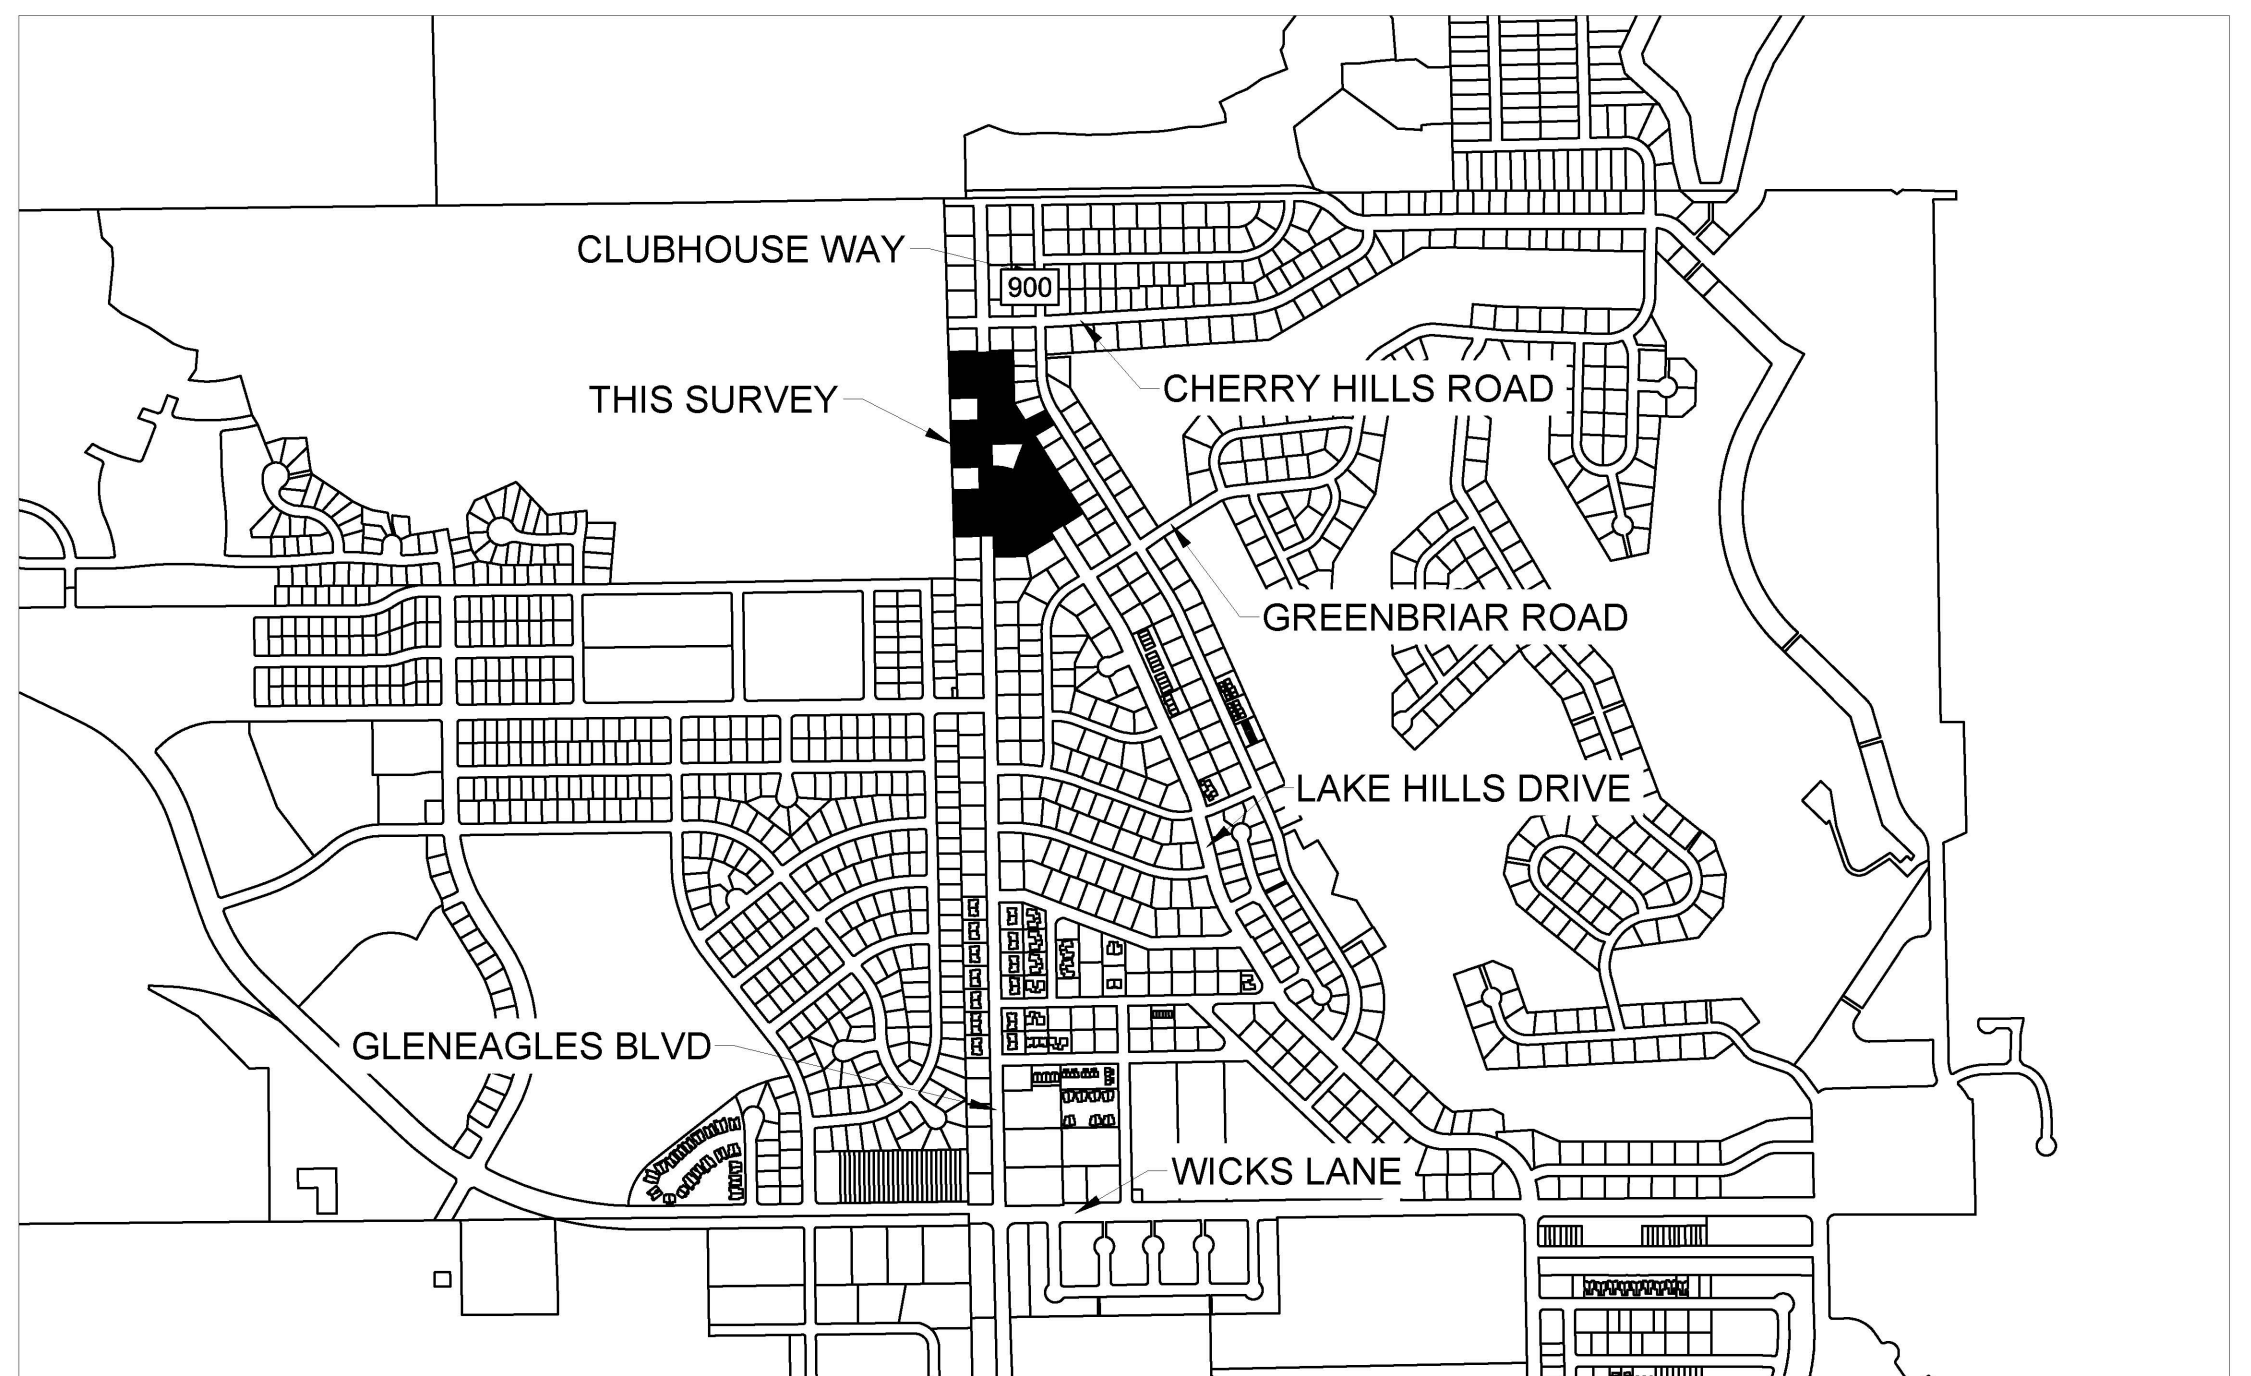 CLUBHOUSE WAY
900
THIS SURVEY
CHERRY HILLS ROAD
GREENBRIAR ROAD
LAKE HILLS DRIVE
GLENEAGLES BLVD
WICKS LANE